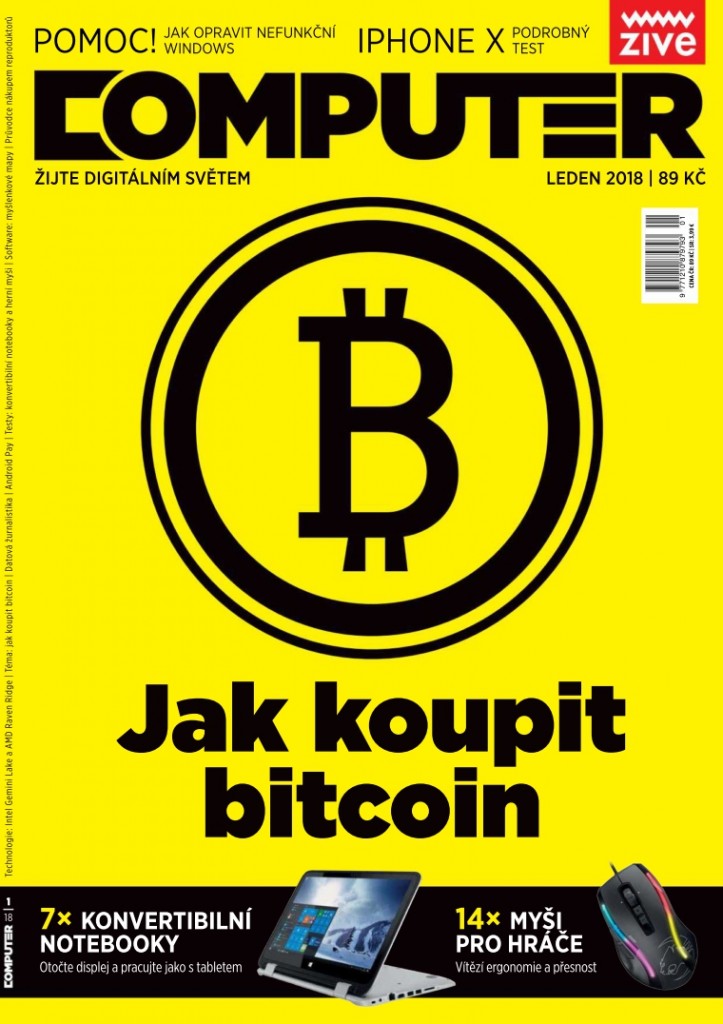 POMOC! JAK OPRAVIT NEFUNKČNÍ
WINDOWS
IPHONE X PODROBNÝ
TEST
zive
COMPUTER
ŽIJTE DIGITÁLNÍM SVĚTEM
LEDEN 2018 | 89 KČ
01
9 771210 879793
CENA ČR: 89 KČ | SR: 3,99 €
B
Jak koupit
bitcoin
7× KONVERTIBILNÍ
NOTEBOOKY
Otočte displej a pracujte jako s tabletem
14× MYŠI
PRO HRÁČE
Vítězí ergonomie a přesnost
Technologie: Intel Gemini Lake a AMD Raven Ridge | Téma: jak koupit bitcoin | Datová žurnalistika | Android Pay | Testy: konvertibilní notebooky a herní myši | Software: myšlenkové mapy | Průvodce nákupem reproduktorů
COMPUTER 18 1